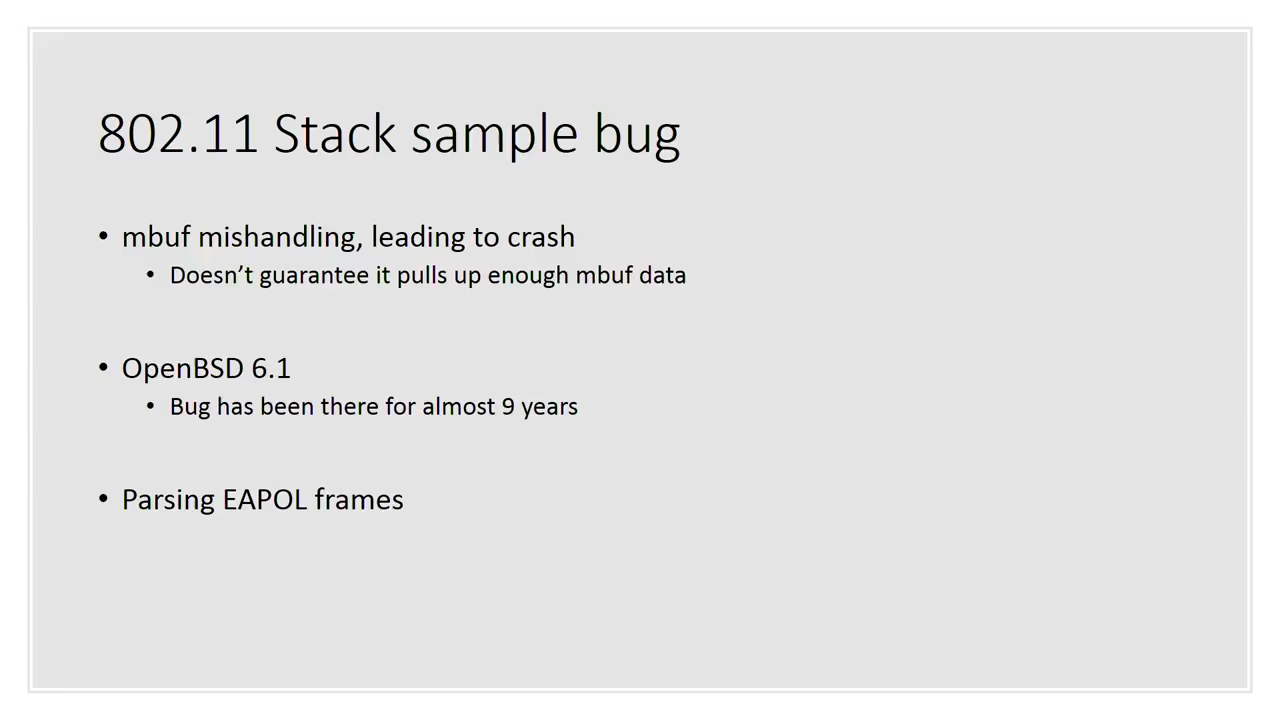 802.11 Stack sample bug
• mbuf mishandling, leading to crash
• Doesn’t guarantee it pulls up enough mbuf data
• OpenBSD 6.1
• Bug has been there for almost 9 years
• Parsing EAPOL frames